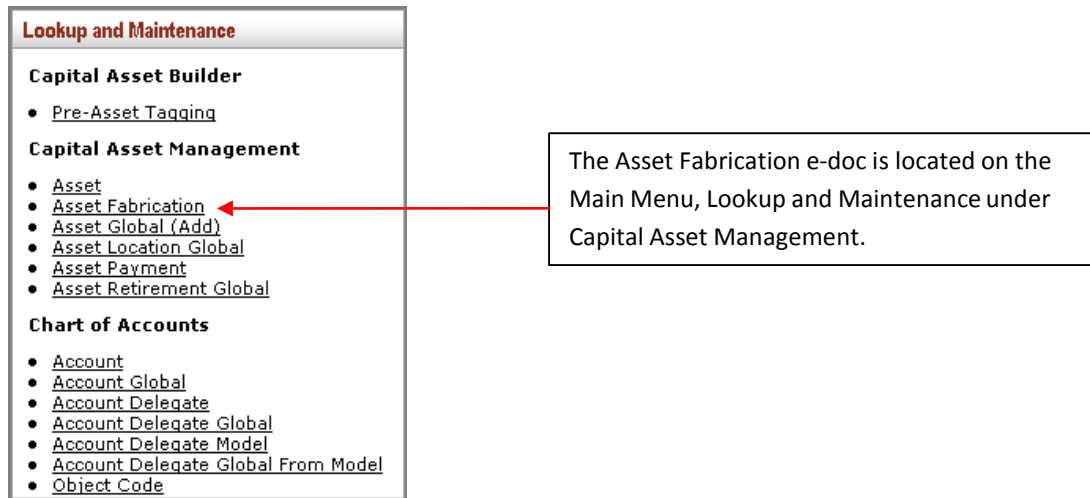 Lookup and Maintenance
Capital Asset Builder
Pre-Asset Tagging
Capital Asset Management
Asset
Asset Fabrication
Asset Global (Add)
Asset Location Global
Asset Payment
Asset Retirement Global
Chart of Accounts
Account
Account Global
Account Delegate
Account Delegate Global
Account Delegate Model
Account Delegate Global From Model
Object Code
The Asset Fabrication e-doc is located on the
Main Menu, Lookup and Maintenance under
Capital Asset Management.